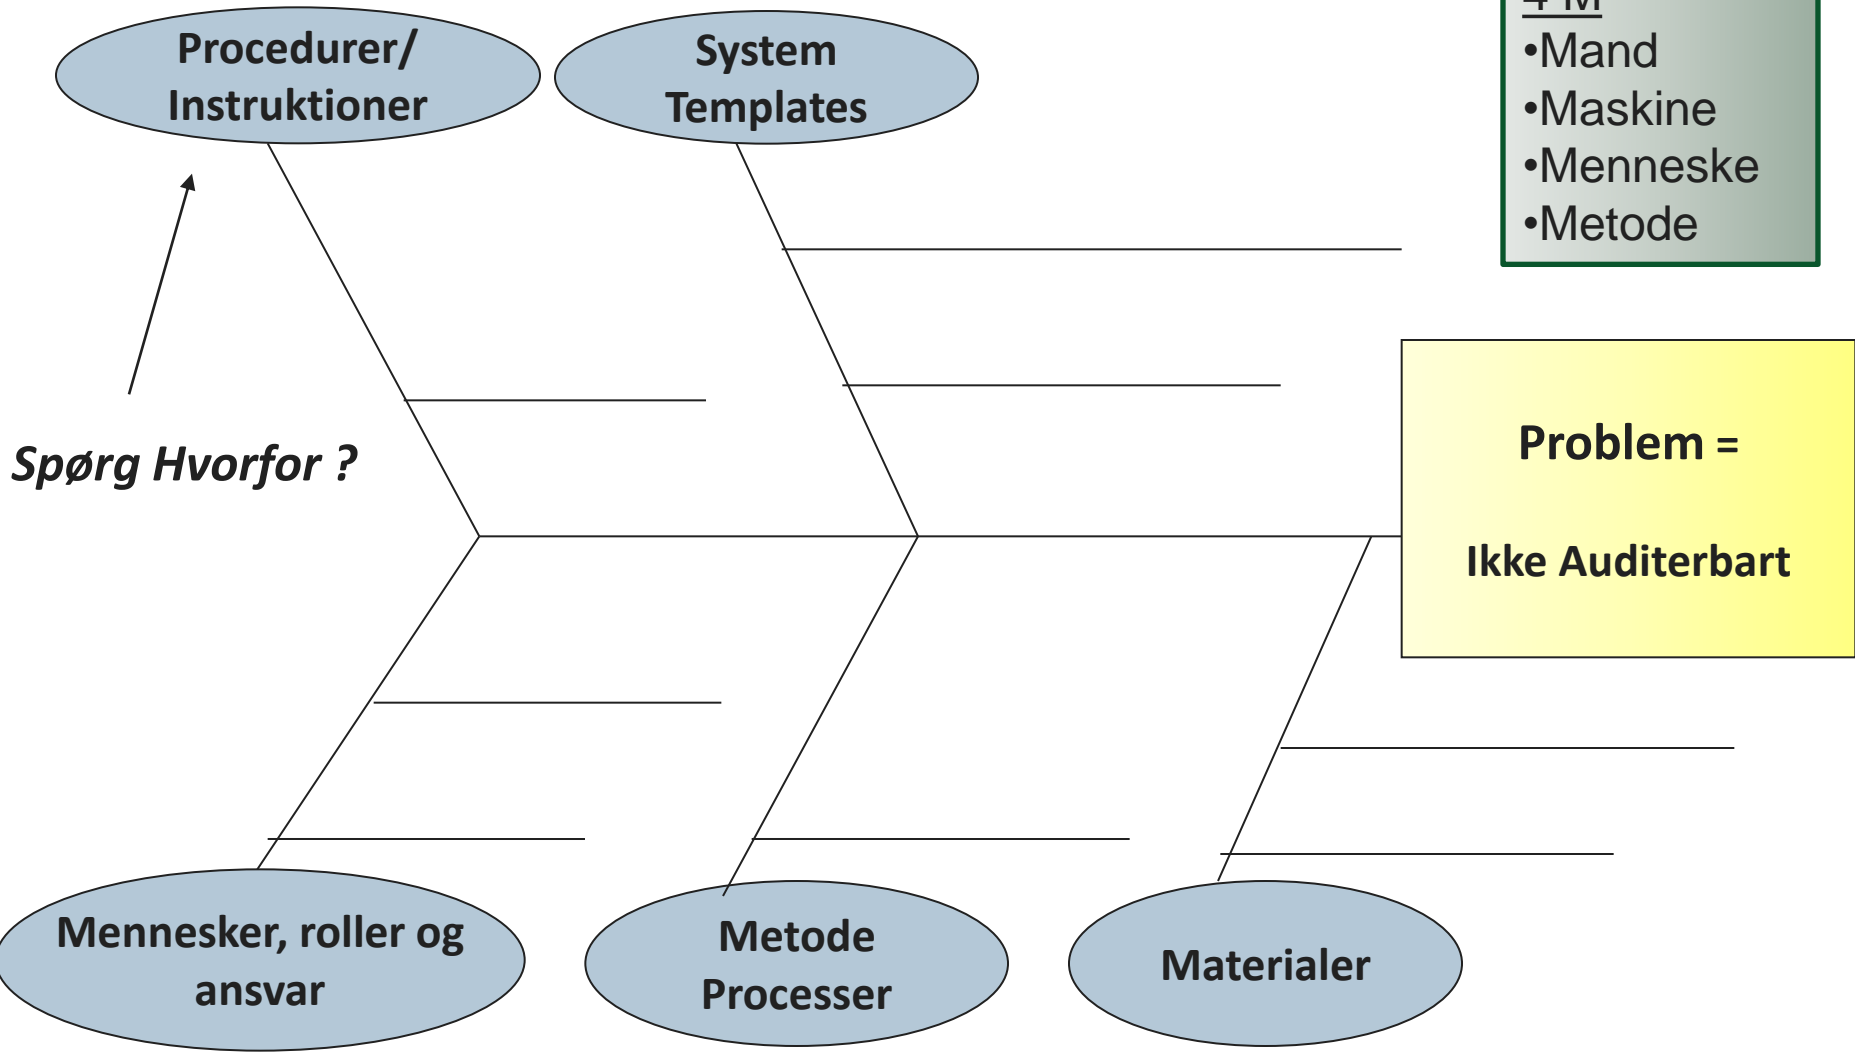 Procedurer/
Instruktioner
System
Templates
4 M
•Mand
•Maskine
•Menneske
•Metode
Spørg Hvorfor ?
Problem =
Ikke Auditerbart
Mennesker, roller og
ansvar
Metode
Processer
Materialer